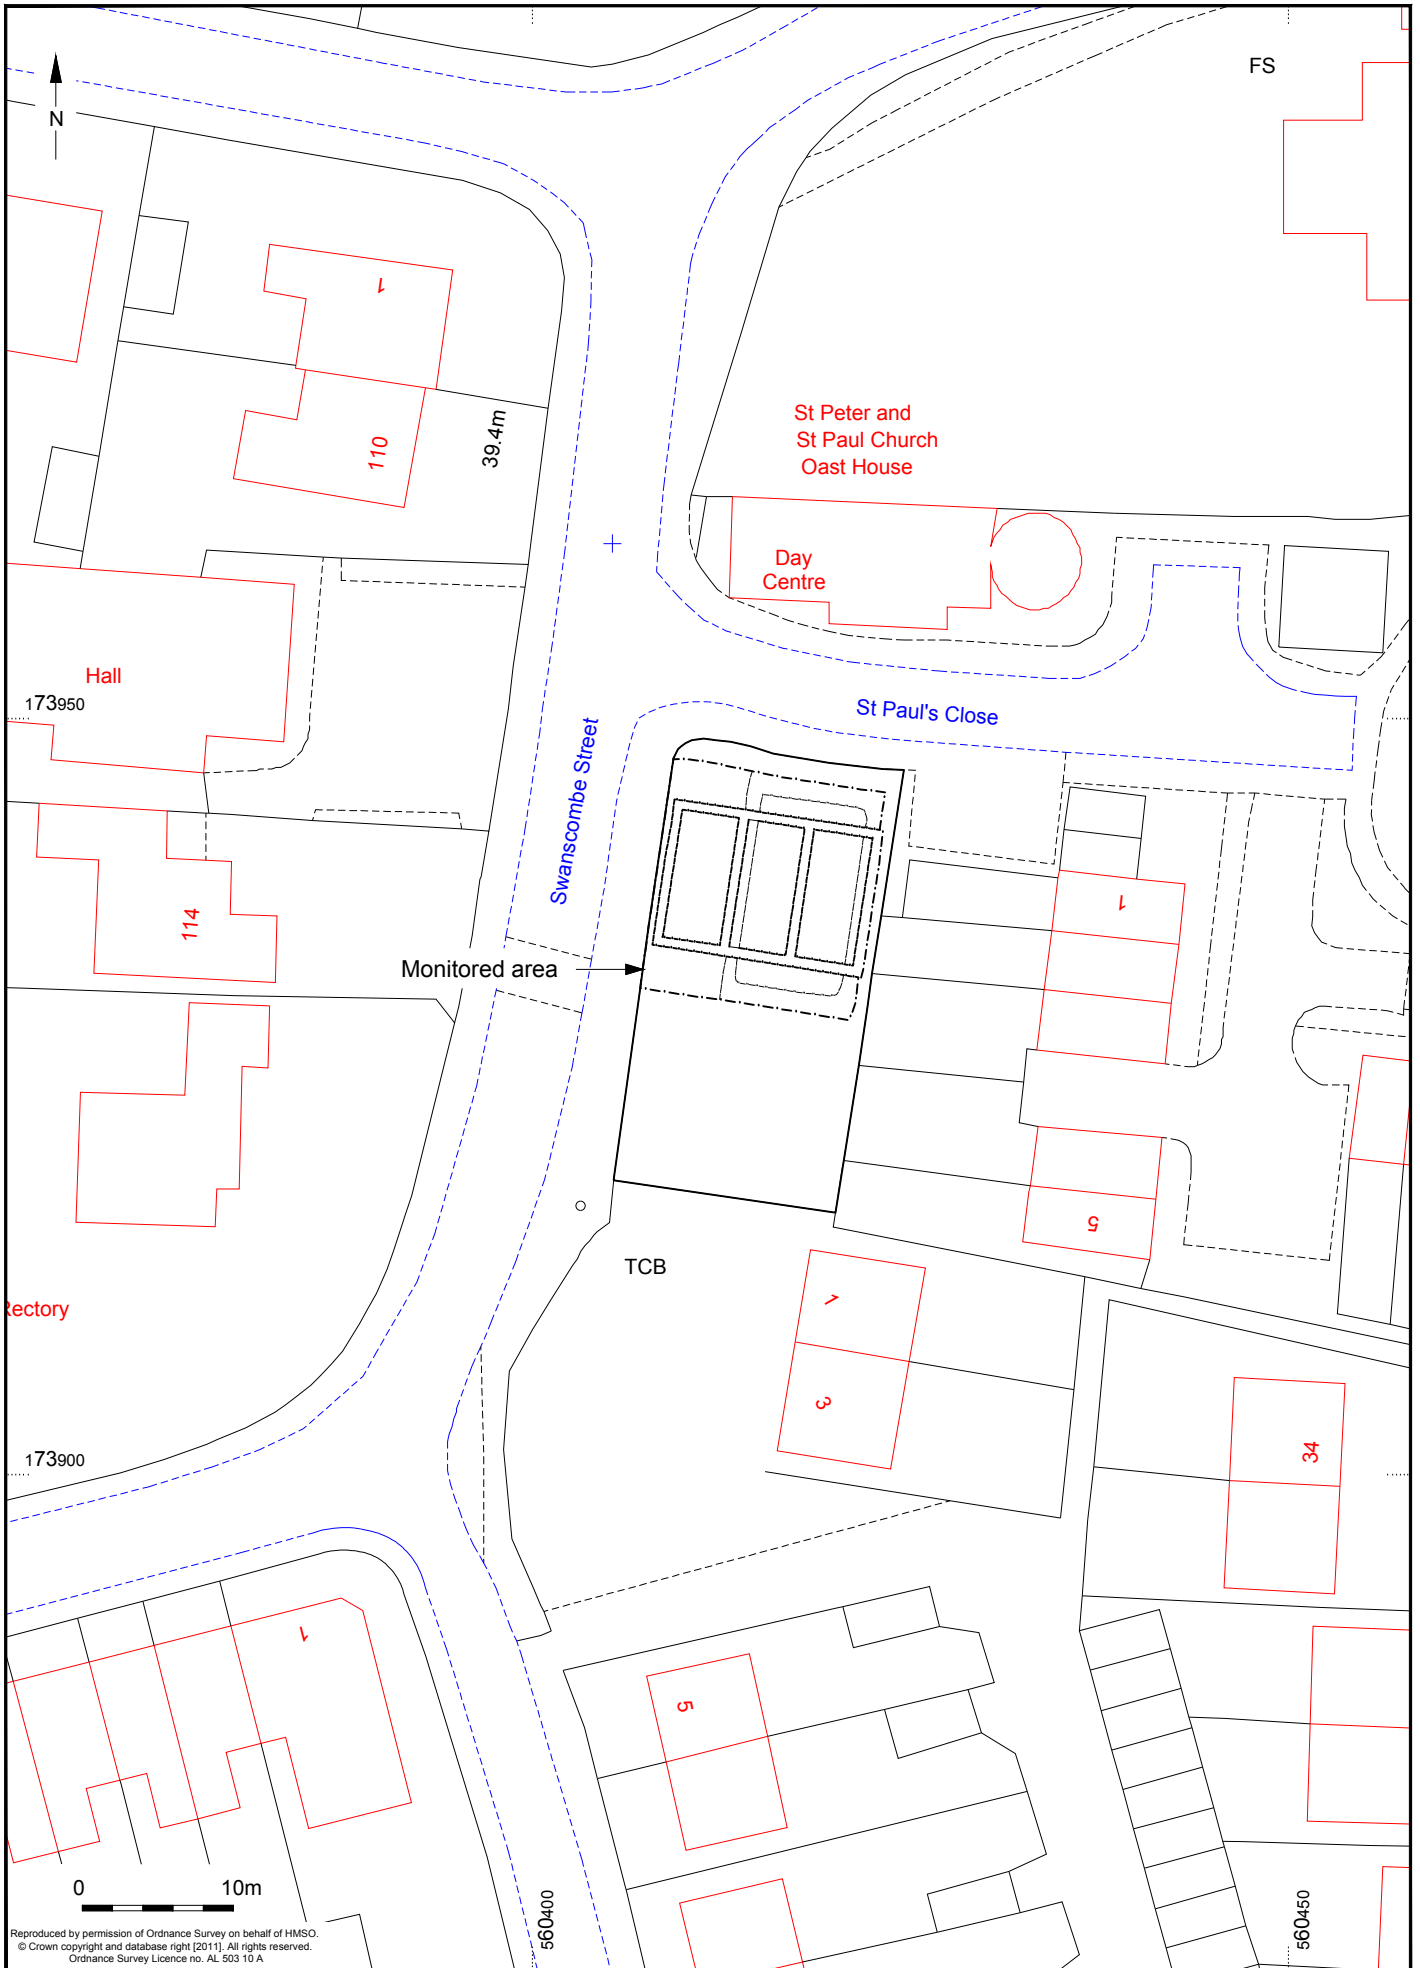 FS
N
1
110
39.4m
St Peter and
St Paul Church
Oast House
Day
Centre
Hall
173950
St Paul's Close
Swanscombe Street
114
1
Monitored area
5
TCB
Rectory
1
3
34
173900
1
5
0 10m
560400
560450
Reproduced by permission of Ordnance Survey on behalf of HMSO.
© Crown copyright and database right [2011]. All rights reserved.
Ordnance Survey Licence no. AL 503 10 A